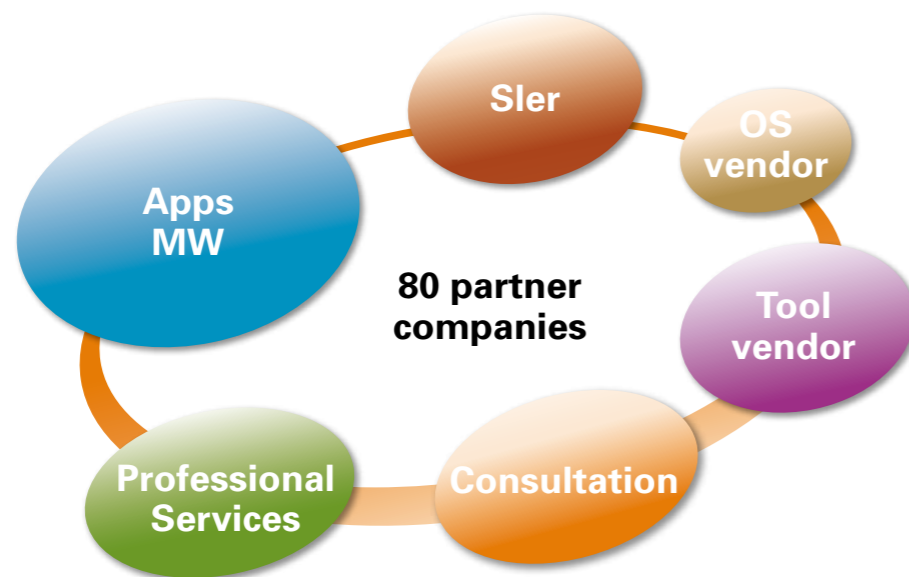 SIer
OS
vendor
Apps
MW
80 partner
companies
Tool
vendor
Professional
Services
Consultation